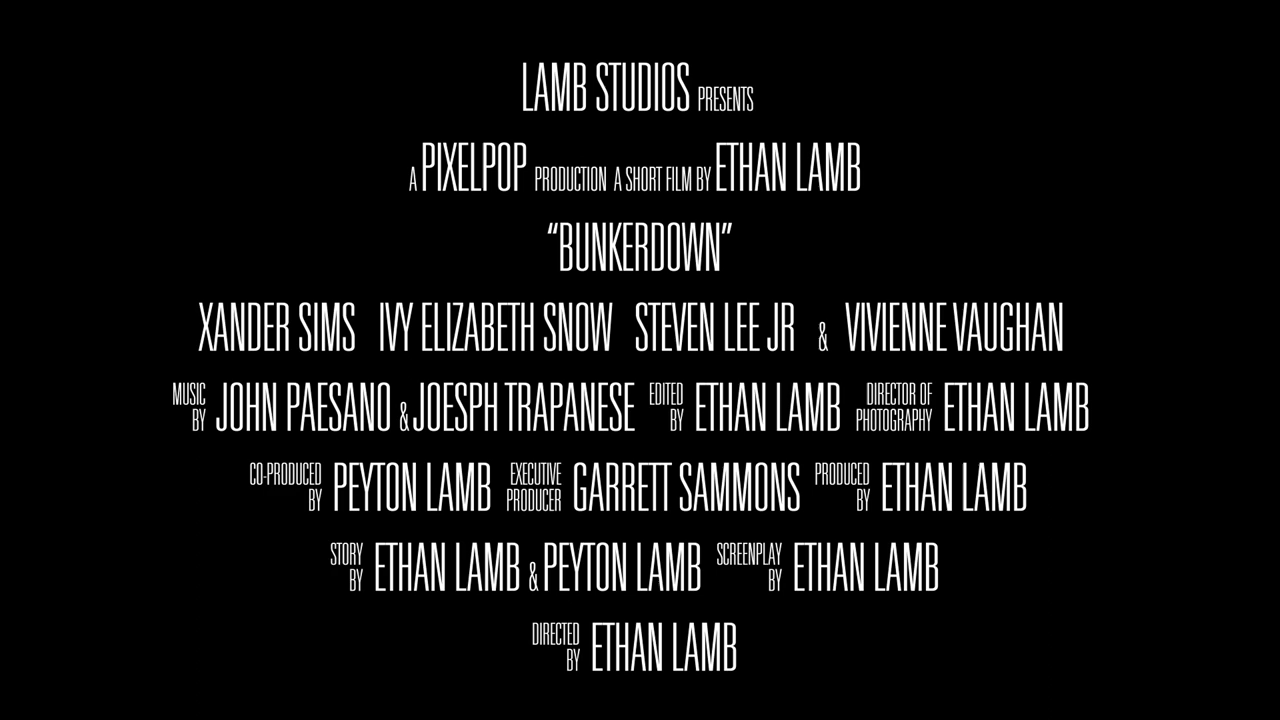 LAMB STUDIOS PRESENTS
A PIXELPOP PRODUCTION A SHORT FILM BY ETHAN LAMB
“BUNKERDOWN”
XANDER SIMS IVY ELIZABETH SNOW STEVEN LEE JR & VIVIENNE VAUGHAN
MUSIC BY JOHN PAESANO & JOESPH TRAPANESE EDITED BY ETHAN LAMB DIRECTOR OF PHOTOGRAPHY ETHAN LAMB
CO-PRODUCED BY PEYTON LAMB EXECUTIVE PRODUCER GARRETT SAMMONS PRODUCED BY ETHAN LAMB
STORY BY ETHAN LAMB & PEYTON LAMB SCREENPLAY BY ETHAN LAMB
DIRECTED BY ETHAN LAMB